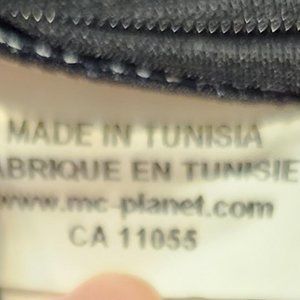 MADE IN TUNISIA
ABRIQUE EN TUNISIE
www.mc-planet.com
CA 11055